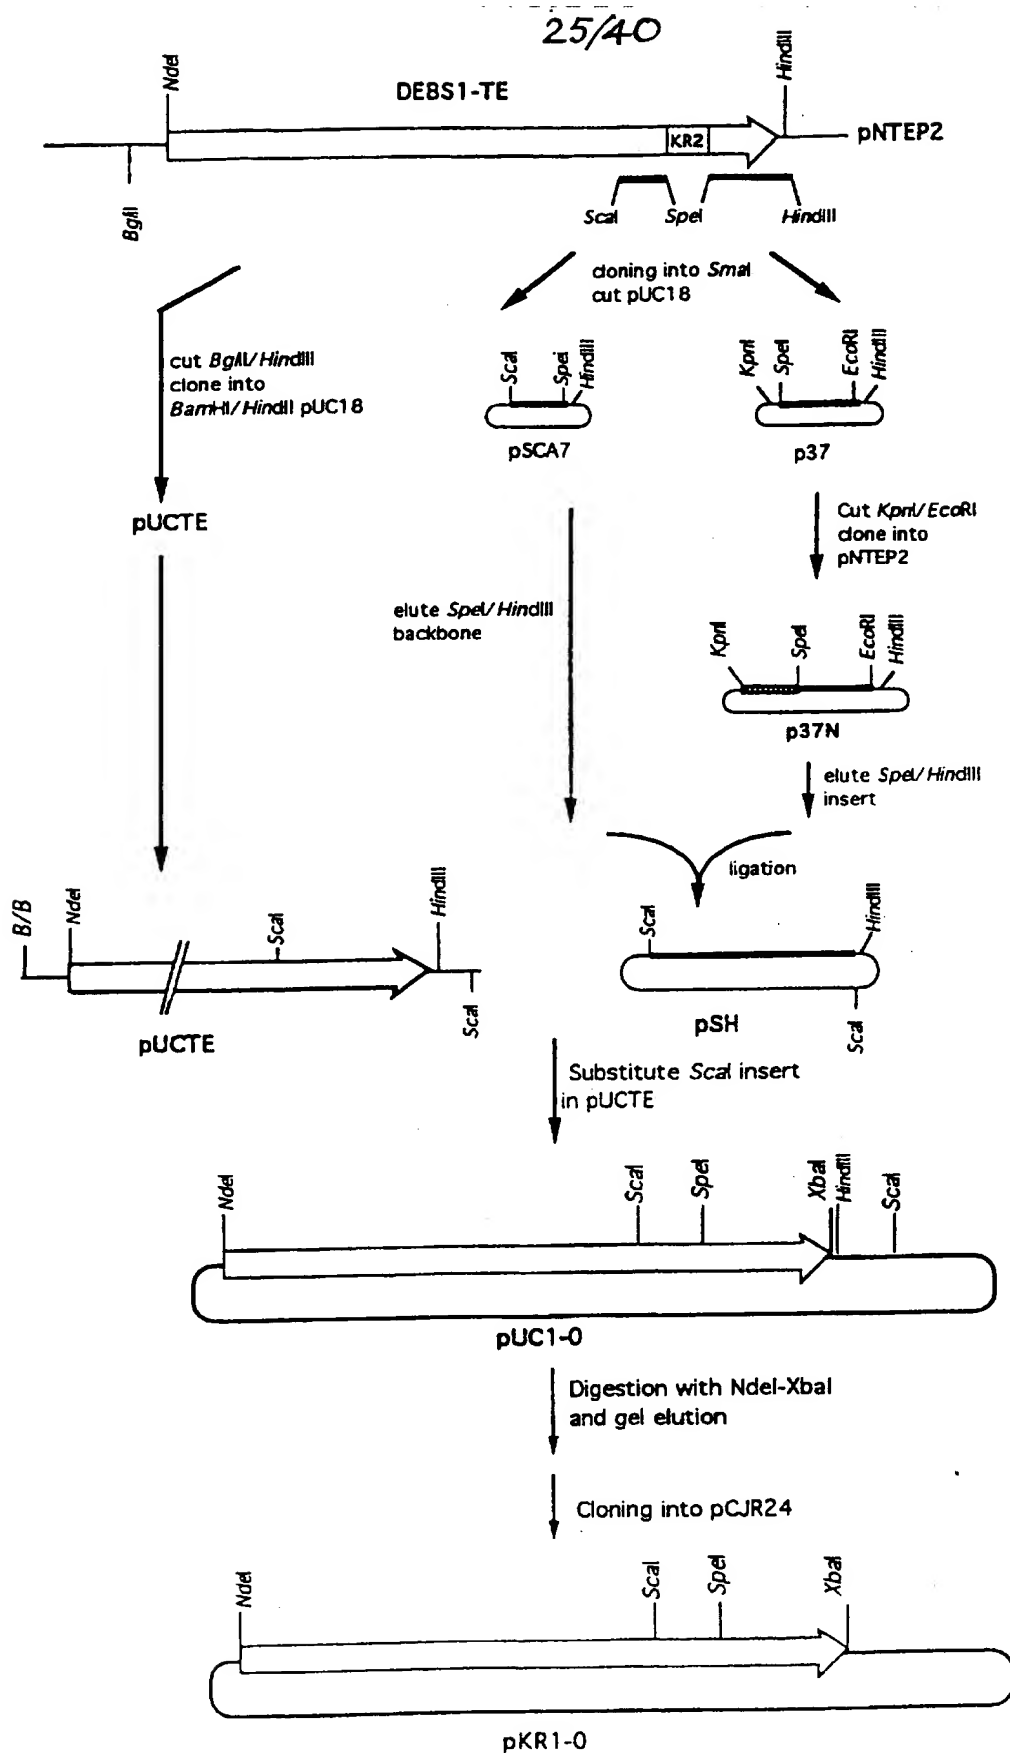 25/40
NdeI
HindIII
DEBS1-TE
KR2
pNTEP2
BglII
ScaI
SpeI
HindIII
cloning into SmaI
cut pUC18
cut BglII/HindIII
clone into
BamHI/HindII pUC18
ScaI
SpeI
HindIII
pSCA7
KpnI
SpeI
EcoRI
HindIII
p37
pUCTE
Cut KpnI/EcoRI
clone into
pNTEP2
elute SpeI/HindIII
backbone
KpnI
SpeI
EcoRI
HindIII
p37N
elute SpeI/HindIII
insert
ligation
B/B
NdeI
ScaI
HindIII
ScaI
pUCTE
ScaI
HindIII
pSH
ScaI
Substitute ScaI insert
in pUCTE
NdeI
ScaI
SpeI
XbaI
HindIII
ScaI
pUC1-0
Digestion with NdeI-XbaI
and gel elution
Cloning into pCJR24
NdeI
ScaI
SpeI
XbaI
pKR1-0